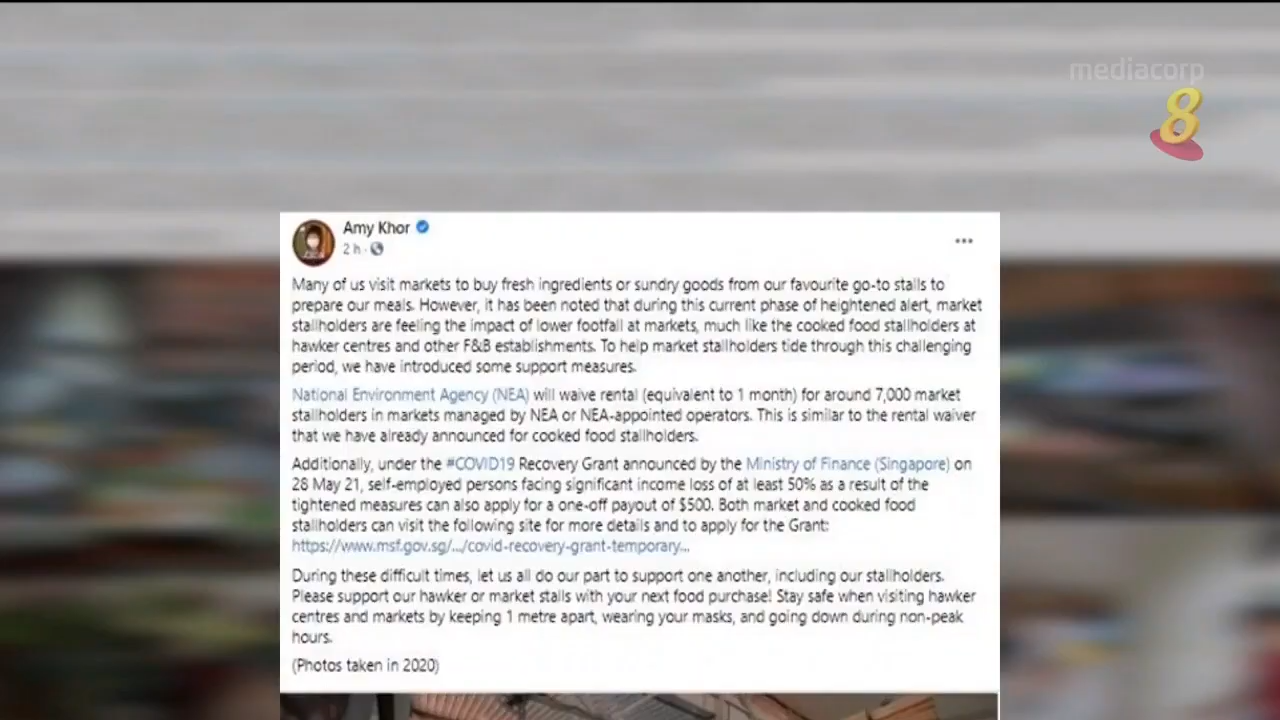 mediacorp
8
Amy Khor
2 h ·
Many of us visit markets to buy fresh ingredients or sundry goods from our favourite go-to stalls to
prepare our meals. However, it has been noted that during this current phase of heightened alert, market
stallholders are feeling the impact of lower footfall at markets, much like the cooked food stallholders at
hawker centres and other F&B establishments. To help market stallholders tide through this challenging
period, we have introduced some support measures.
National Environment Agency (NEA) will waive rental (equivalent to 1 month) for around 7,000 market
stallholders in markets managed by NEA or NEA-appointed operators. This is similar to the rental waiver
that we have already announced for cooked food stallholders.
Additionally, under the #COVID19 Recovery Grant announced by the Ministry of Finance (Singapore) on
28 May 21, self-employed persons facing significant income loss of at least 50% as a result of the
tightened measures can also apply for a one-off payout of $500. Both market and cooked food
stallholders can visit the following site for more details and to apply for the Grant:
https://www.msf.gov.sg/.../covid-recovery-grant-temporary...
During these difficult times, let us all do our part to support one another, including our stallholders.
Please support our hawker or market stalls with your next food purchase! Stay safe when visiting hawker
centres and markets by keeping 1 metre apart, wearing your masks, and going down during non-peak
hours.
(Photos taken in 2020)